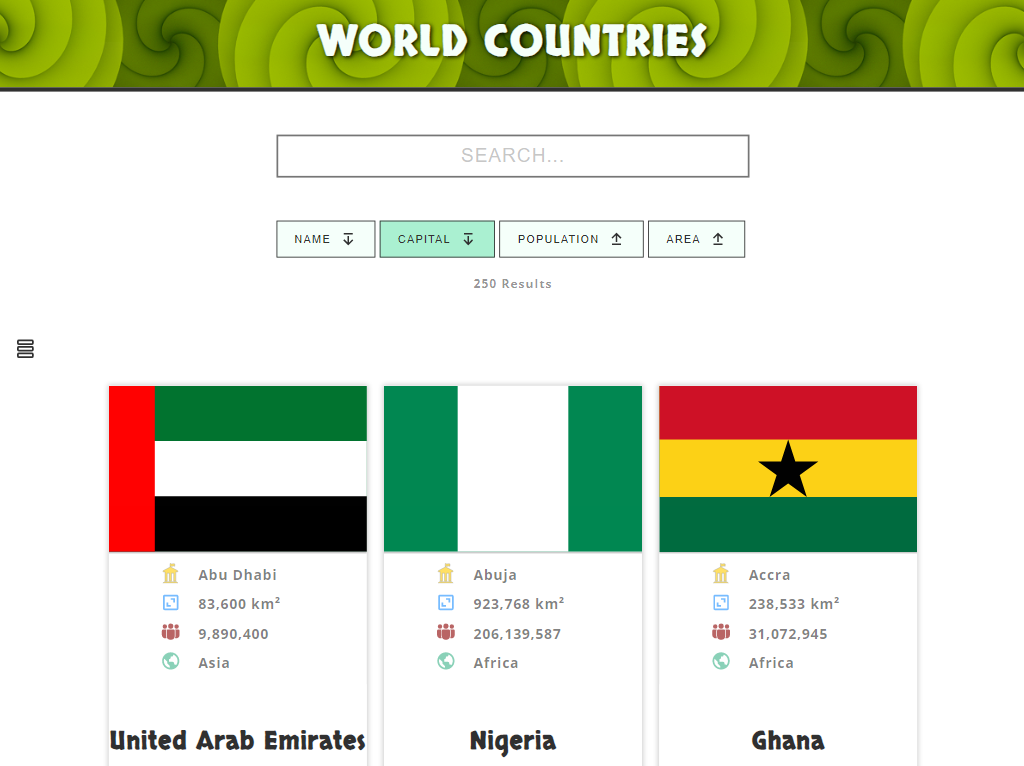 WORLD COUNTRIES
SEARCH...
NAME CAPITAL POPULATION AREA
250 Results
Abu Dhabi
83,600 km²
9,890,400
Asia
United Arab Emirates
Abuja
923,768 km²
206,139,587
Africa
Nigeria
Accra
238,533 km²
31,072,945
Africa
Ghana